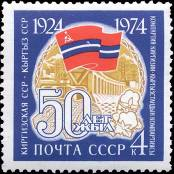 1924 1974
КИРГИЗСКАЯ ССР · КЫРГЫЗ ССР
50 ЛЕТ
ЖЫЛ
ПОЧТА СССР 4
К